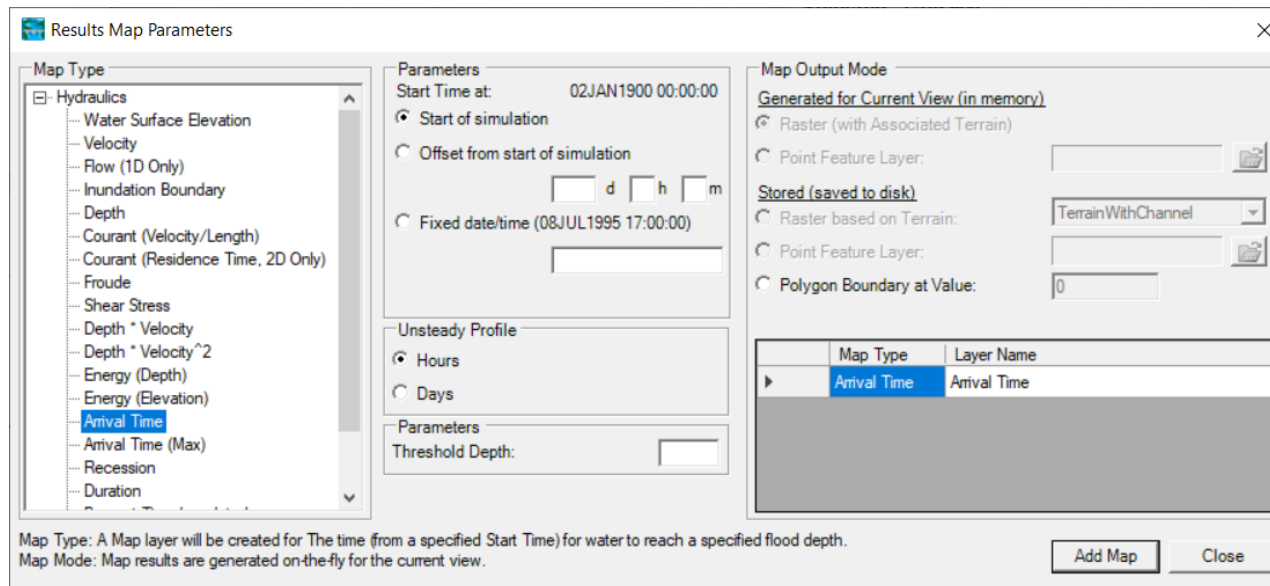 Results Map Parameters
Map Type
Hydraulics
Water Surface Elevation
Velocity
Flow (1D Only)
Inundation Boundary
Depth
Courant (Velocity/Length)
Courant (Residence Time, 2D Only)
Froude
Shear Stress
Depth * Velocity
Depth * Velocity^2
Energy (Depth)
Energy (Elevation)
Arrival Time
Arrival Time (Max)
Recession
Duration
Parameters
Start Time at: 02JAN1900 00:00:00
Start of simulation
Offset from start of simulation
d h m
Fixed date/time (08JUL1995 17:00:00)
Unsteady Profile
Hours
Days
Parameters
Threshold Depth:
Map Output Mode
Generated for Current View (in memory)
Raster (with Associated Terrain)
Point Feature Layer:
Stored (saved to disk)
Raster based on Terrain: TerrainWithChannel
Point Feature Layer:
Polygon Boundary at Value: 0
Map Type Layer Name
Arrival Time Arrival Time
Map Type: A Map layer will be created for The time (from a specified Start Time) for water to reach a specified flood depth.
Map Mode: Map results are generated on-the-fly for the current view.
Add Map Close